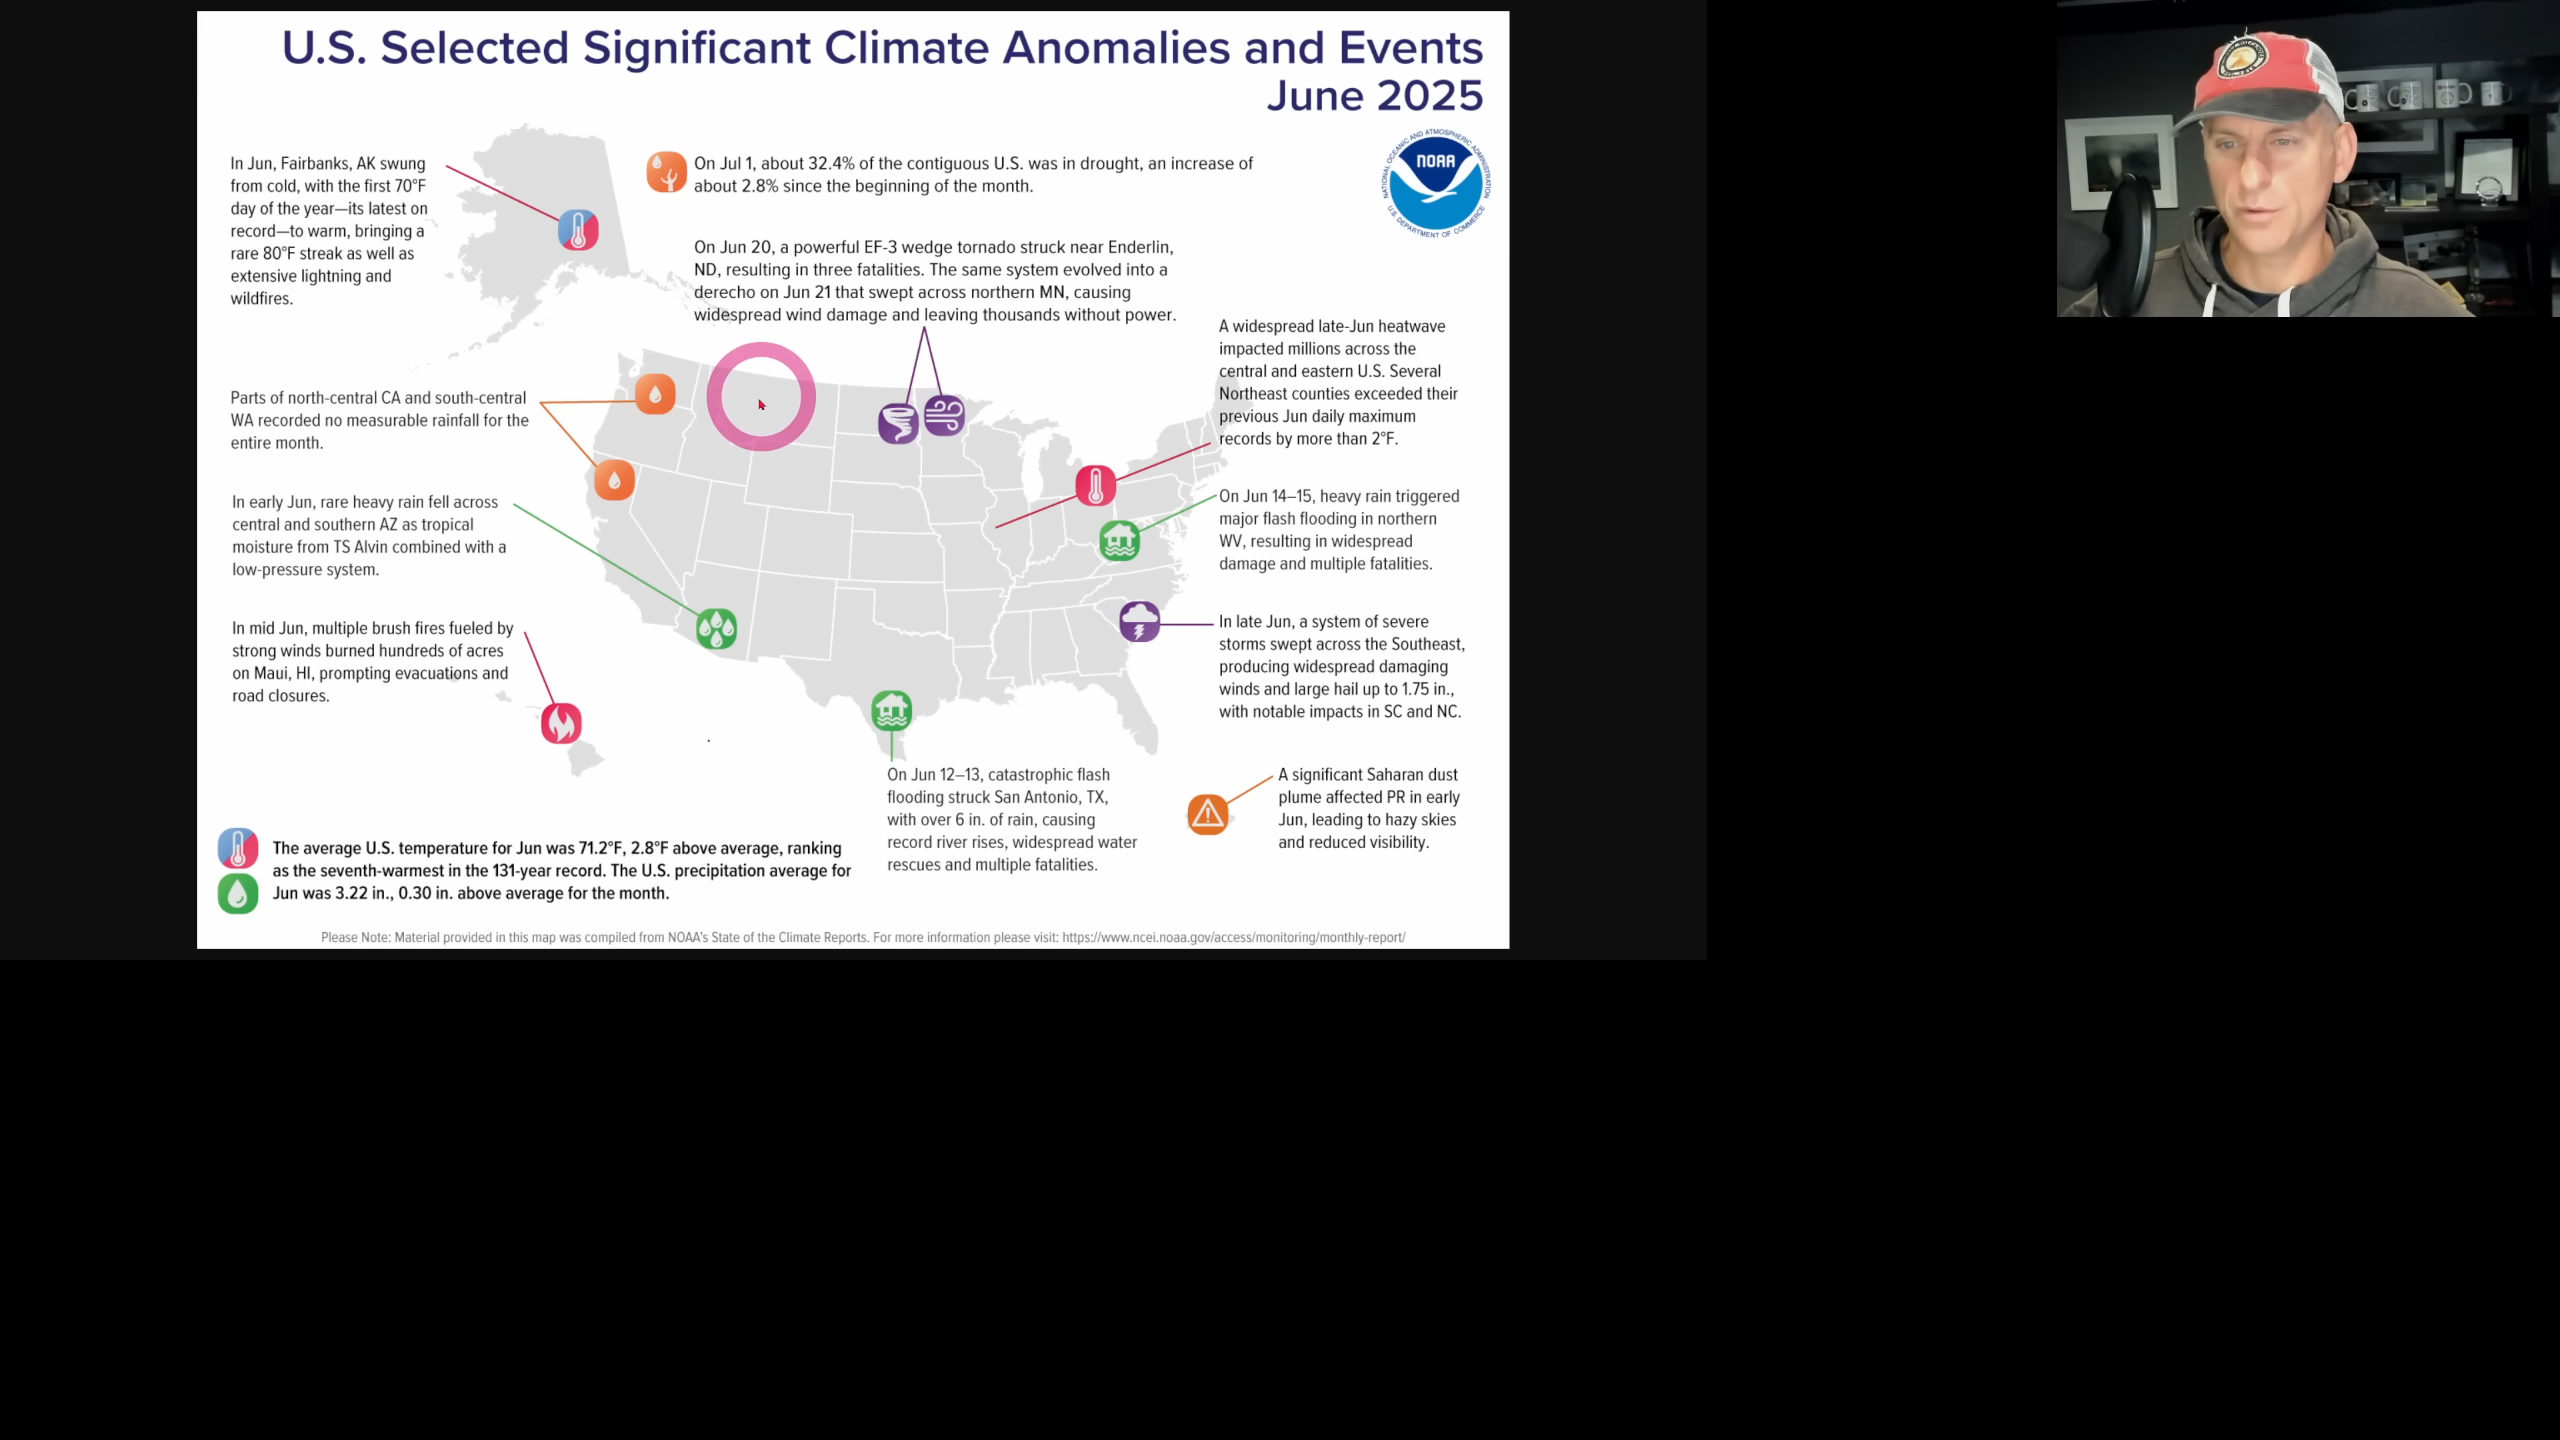 U.S. Selected Significant Climate Anomalies and Events
June 2025
In Jun, Fairbanks, AK swung
from cold, with the first 70°F
day of the year—its latest on
record—to warm, bringing a
rare 80°F streak as well as
extensive lightning and
wildfires.
On Jul 1, about 32.4% of the contiguous U.S. was in drought, an increase of
about 2.8% since the beginning of the month.
NATIONAL OCEANIC AND ATMOSPHERIC ADMINISTRATION
NOAA
U.S. DEPARTMENT OF COMMERCE
On Jun 20, a powerful EF-3 wedge tornado struck near Enderlin,
ND, resulting in three fatalities. The same system evolved into a
derecho on Jun 21 that swept across northern MN, causing
widespread wind damage and leaving thousands without power.
A widespread late-Jun heatwave
impacted millions across the
central and eastern U.S. Several
Northeast counties exceeded their
previous Jun daily maximum
records by more than 2°F.
Parts of north-central CA and south-central
WA recorded no measurable rainfall for the
entire month.
In early Jun, rare heavy rain fell across
central and southern AZ as tropical
moisture from TS Alvin combined with a
low-pressure system.
On Jun 14–15, heavy rain triggered
major flash flooding in northern
WV, resulting in widespread
damage and multiple fatalities.
In mid Jun, multiple brush fires fueled by
strong winds burned hundreds of acres
on Maui, HI, prompting evacuations and
road closures.
In late Jun, a system of severe
storms swept across the Southeast,
producing widespread damaging
winds and large hail up to 1.75 in.,
with notable impacts in SC and NC.
On Jun 12–13, catastrophic flash
flooding struck San Antonio, TX,
with over 6 in. of rain, causing
record river rises, widespread water
rescues and multiple fatalities.
A significant Saharan dust
plume affected PR in early
Jun, leading to hazy skies
and reduced visibility.
The average U.S. temperature for Jun was 71.2°F, 2.8°F above average, ranking
as the seventh-warmest in the 131-year record. The U.S. precipitation average for
Jun was 3.22 in., 0.30 in. above average for the month.
Please Note: Material provided in this map was compiled from NOAA's State of the Climate Reports. For more information please visit: https://www.ncei.noaa.gov/access/monitoring/monthly-report/